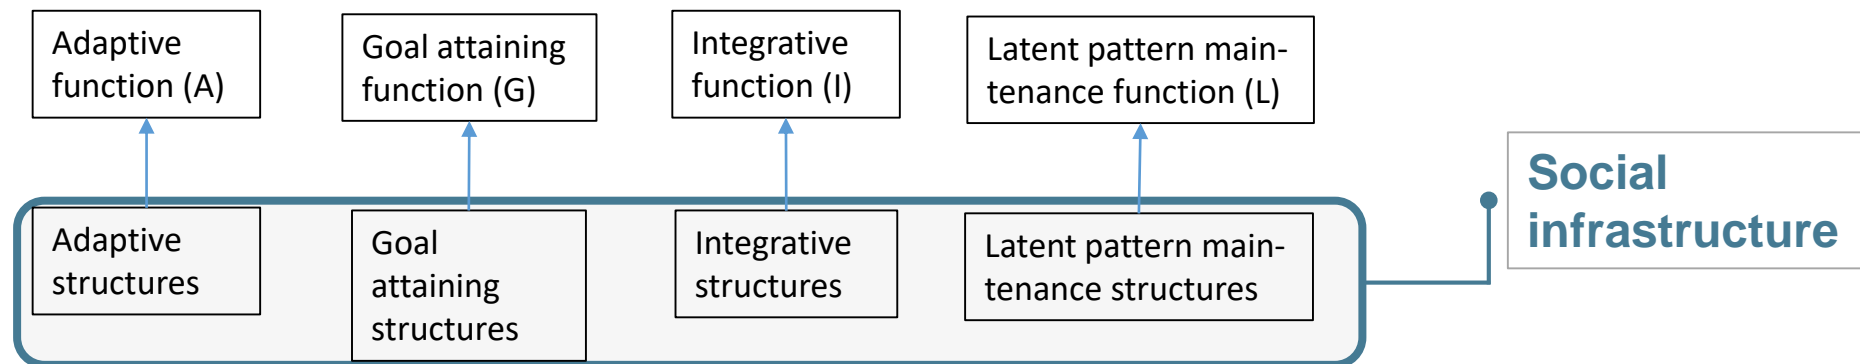 Adaptive
function (A)
Goal attaining
function (G)
Integrative
function (I)
Latent pattern main-
tenance function (L)
Social
infrastructure
Adaptive
structures
Goal
attaining
structures
Integrative
structures
Latent pattern main-
tenance structures